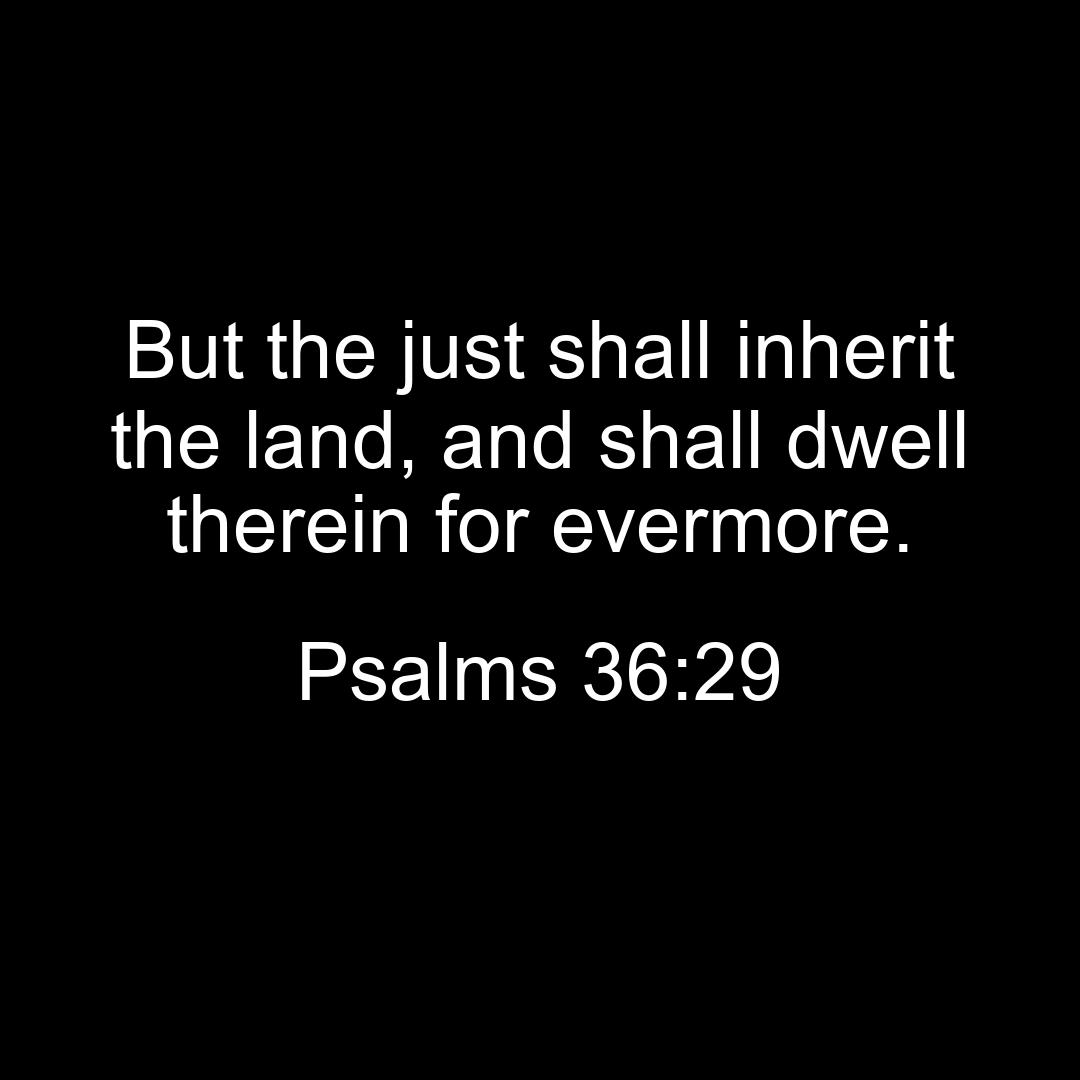 But the just shall inherit
the land, and shall dwell
therein for evermore.
Psalms 36:29